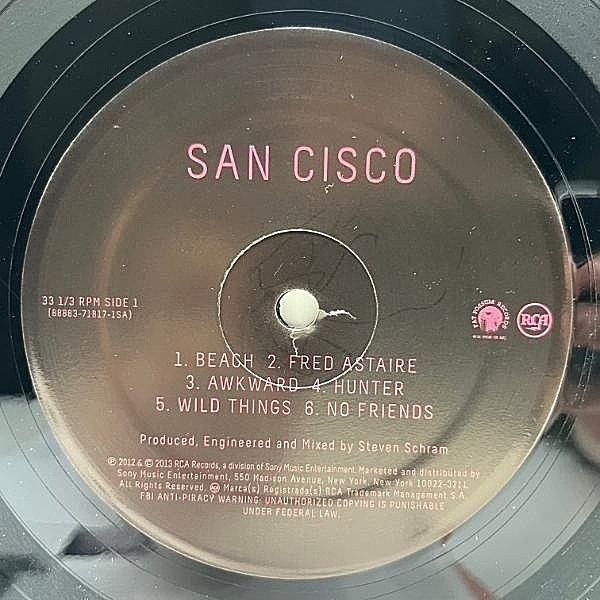 SAN CISCO
33 1/3 RPM SIDE 1
(88883-71817-1SA)
FAT POSSUM RECORDS
RCA
1. BEACH 2. FRED ASTAIRE
3. AWKWARD 4. HUNTER
5. WILD THINGS 6. NO FRIENDS
Produced, Engineered and Mixed by Steven Schram
℗ 2012 & © 2013 RCA Records, a division of Sony Music Entertainment. Marketed and distributed by
Sony Music Entertainment, 550 Madison Avenue, New York, New York 10022-3211.
All Rights Reserved. Marca(s) Registrada(s) RCA Trademark Management S.A.
FBI ANTI-PIRACY WARNING: UNAUTHORIZED COPYING IS PUNISHABLE
UNDER FEDERAL LAW.